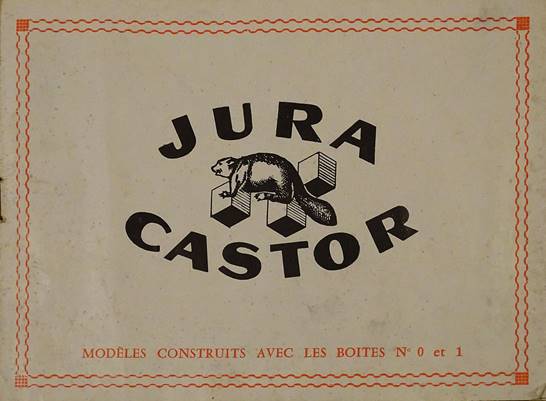 JURA
CASTOR
MODÈLES CONSTRUITS AVEC LES BOITES N° 0 et 1